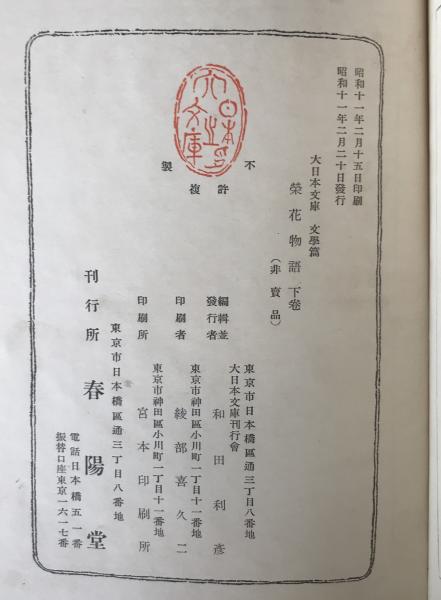 昭和十一年二月十五日印刷
昭和十一年二月二十日發行
大日本文庫 文學篇
榮花物語 下卷
（非賣品）
不許複製
大日本文庫之印
東京市日本橋區通三丁目八番地
大日本文庫刊行會
編輯並發行者 和田利彥
東京市神田區小川町一丁目十一番地
印刷者 綾部喜久二
東京市神田區小川町一丁目十一番地
印刷所 宮本印刷所
東京市日本橋區通三丁目八番地
刊行所 春陽堂
電話日本橋五一番
振替口座東京一六一七番